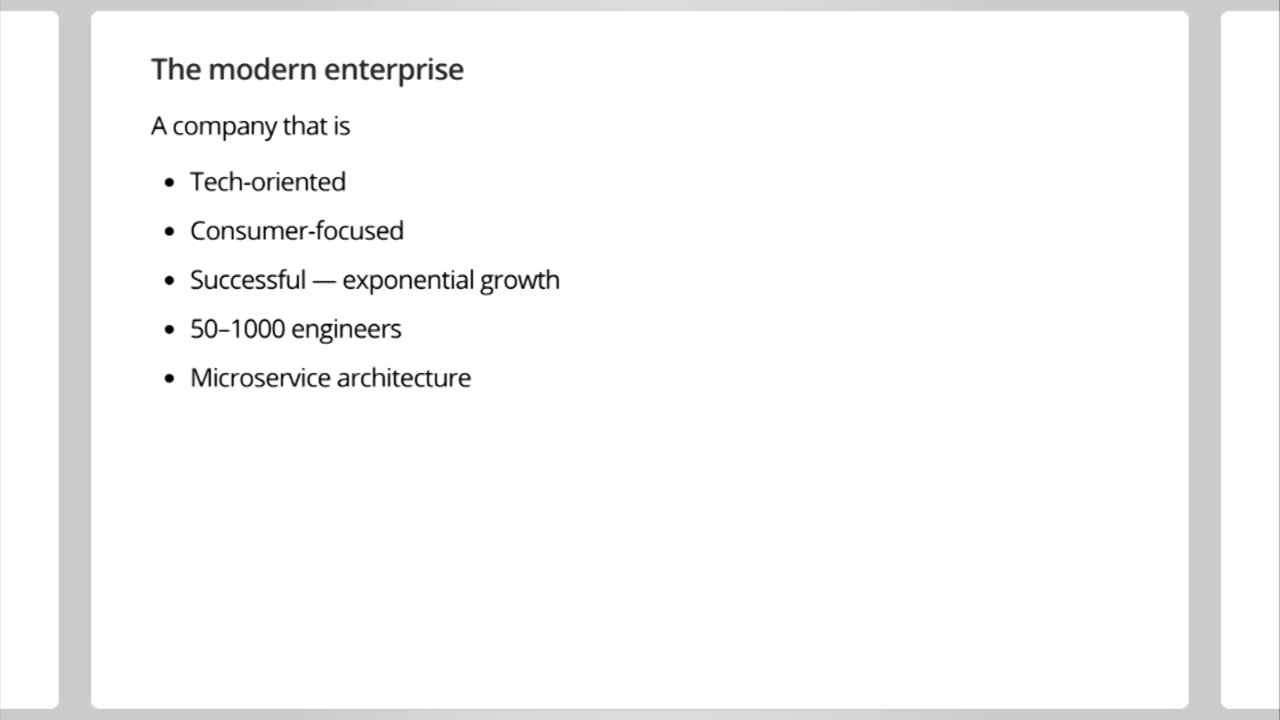 The modern enterprise
A company that is
• Tech-oriented
• Consumer-focused
• Successful — exponential growth
• 50–1000 engineers
• Microservice architecture